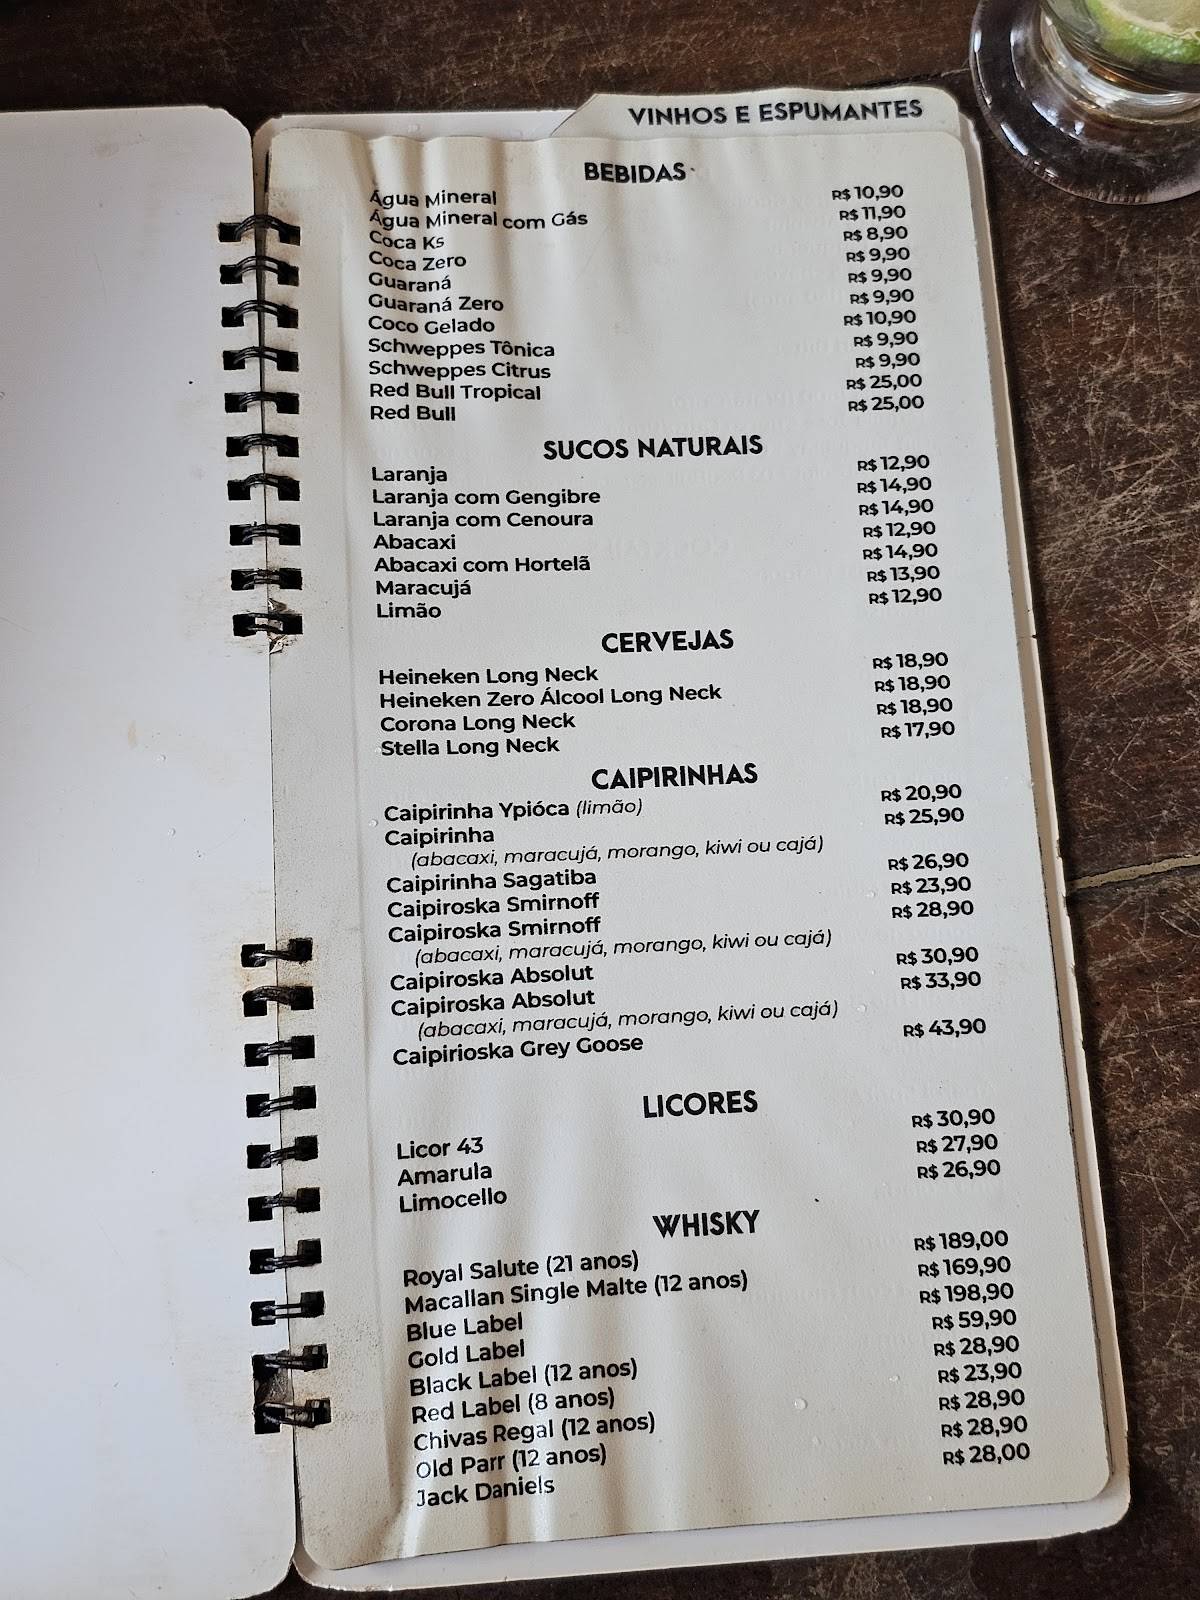 VINHOS E ESPUMANTES
BEBIDAS
Água Mineral R$ 10,90
Água Mineral com Gás R$ 11,90
Coca Ks R$ 8,90
Coca Zero R$ 9,90
Guaraná R$ 9,90
Guaraná Zero R$ 9,90
Coco Gelado R$ 10,90
Schweppes Tônica R$ 9,90
Schweppes Citrus R$ 9,90
Red Bull Tropical R$ 25,00
Red Bull R$ 25,00
SUCOS NATURAIS
Laranja R$ 12,90
Laranja com Gengibre R$ 14,90
Laranja com Cenoura R$ 14,90
Abacaxi R$ 12,90
Abacaxi com Hortelã R$ 14,90
Maracujá R$ 13,90
Limão R$ 12,90
CERVEJAS
Heineken Long Neck R$ 18,90
Heineken Zero Álcool Long Neck R$ 18,90
Corona Long Neck R$ 18,90
Stella Long Neck R$ 17,90
CAIPIRINHAS
Caipirinha Ypióca (limão) R$ 20,90
Caipirinha R$ 25,90
(abacaxi, maracujá, morango, kiwi ou cajá)
Caipirinha Sagatiba R$ 26,90
Caipiroska Smirnoff R$ 23,90
Caipiroska Smirnoff R$ 28,90
(abacaxi, maracujá, morango, kiwi ou cajá)
Caipiroska Absolut R$ 30,90
Caipiroska Absolut R$ 33,90
(abacaxi, maracujá, morango, kiwi ou cajá)
Caipirioska Grey Goose R$ 43,90
LICORES
Licor 43 R$ 30,90
Amarula R$ 27,90
Limocello R$ 26,90
WHISKY
Royal Salute (21 anos) R$ 189,00
Macallan Single Malte (12 anos) R$ 169,90
Blue Label R$ 198,90
Gold Label R$ 59,90
Black Label (12 anos) R$ 28,90
Red Label (8 anos) R$ 23,90
Chivas Regal (12 anos) R$ 28,90
Old Parr (12 anos) R$ 28,90
Jack Daniels R$ 28,00